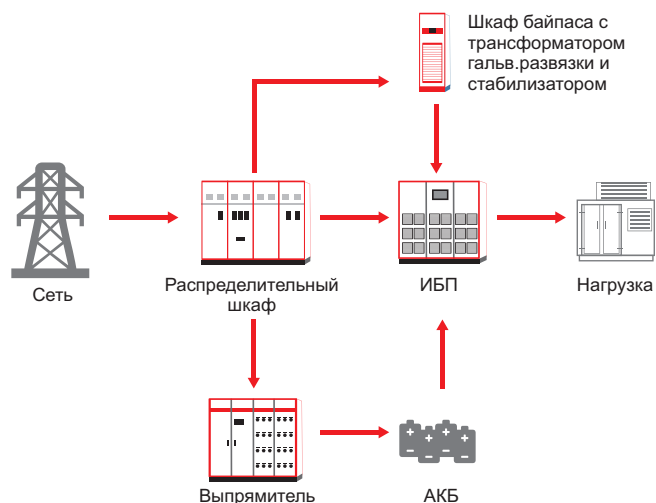 Шкаф байпаса с
трансформатором
гальв.развязки и
стабилизатором
Сеть
Распределительный
шкаф
ИБП
Нагрузка
Выпрямитель
АКБ